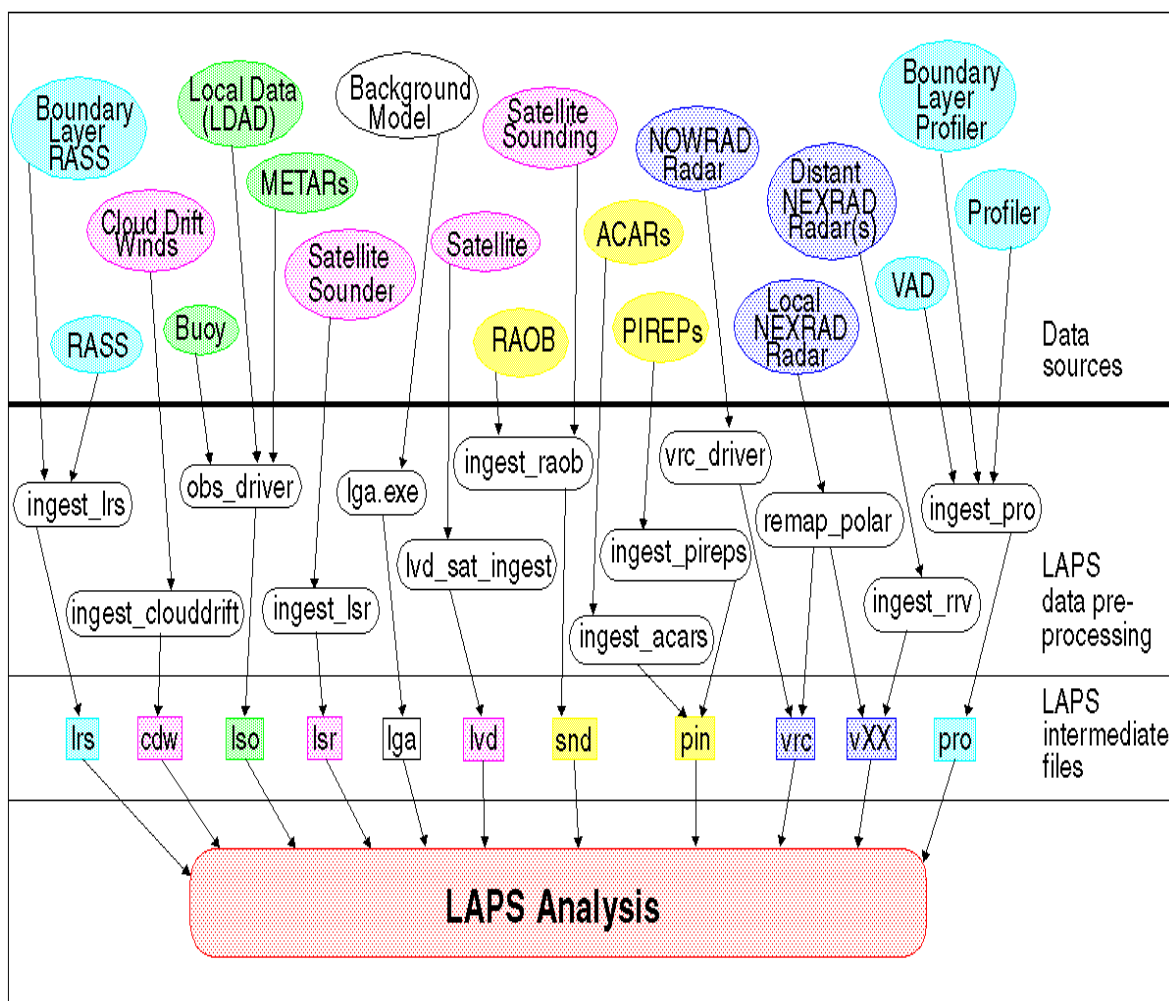 Boundary
Layer
RASS
Local Data
(LDAD)
Background
Model
Satellite
Sounding
NOWRAD
Radar
Boundary
Layer
Profiler
METARs
Distant
NEXRAD
Radar(s)
Cloud Drift
Winds
Satellite
Sounder
Satellite
ACARs
Profiler
VAD
RASS
Buoy
RAOB
PIREPs
Local
NEXRAD
Radar
Data
sources
ingest_lrs
obs_driver
lga.exe
ingest_raob
vrc_driver
remap_polar
ingest_pro
lvd_sat_ingest
ingest_pireps
ingest_clouddrift
ingest_lsr
ingest_acars
ingest_rrv
LAPS
data pre-
processing
lrs
cdw
lso
lsr
lga
lvd
snd
pin
vrc
vXX
pro
LAPS
intermediate
files
LAPS Analysis